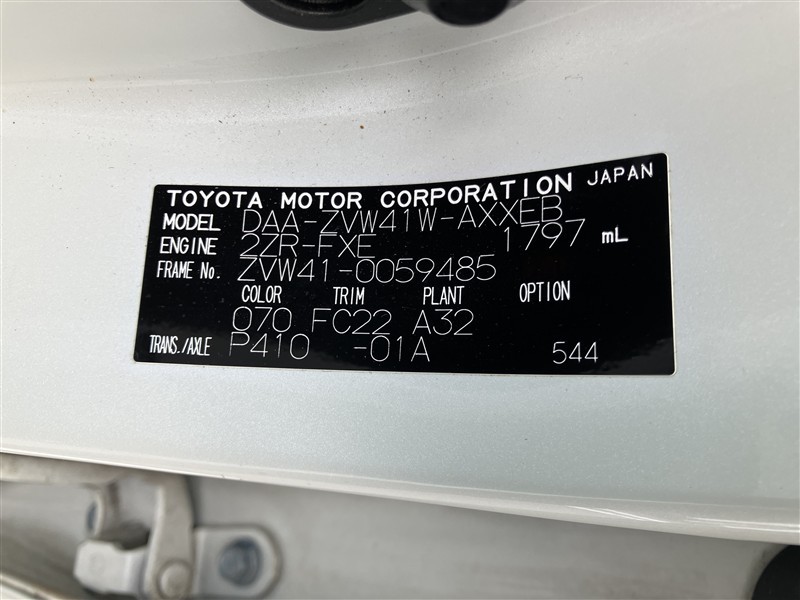 TOYOTA MOTOR CORPORATION JAPAN
MODEL DAA-ZVW41W-AXXEB
ENGINE 2ZR-FXE 1797 mL
FRAME No. ZVW41-0059485
COLOR TRIM PLANT OPTION
070 FC22 A32
TRANS./AXLE P410 -01A 544